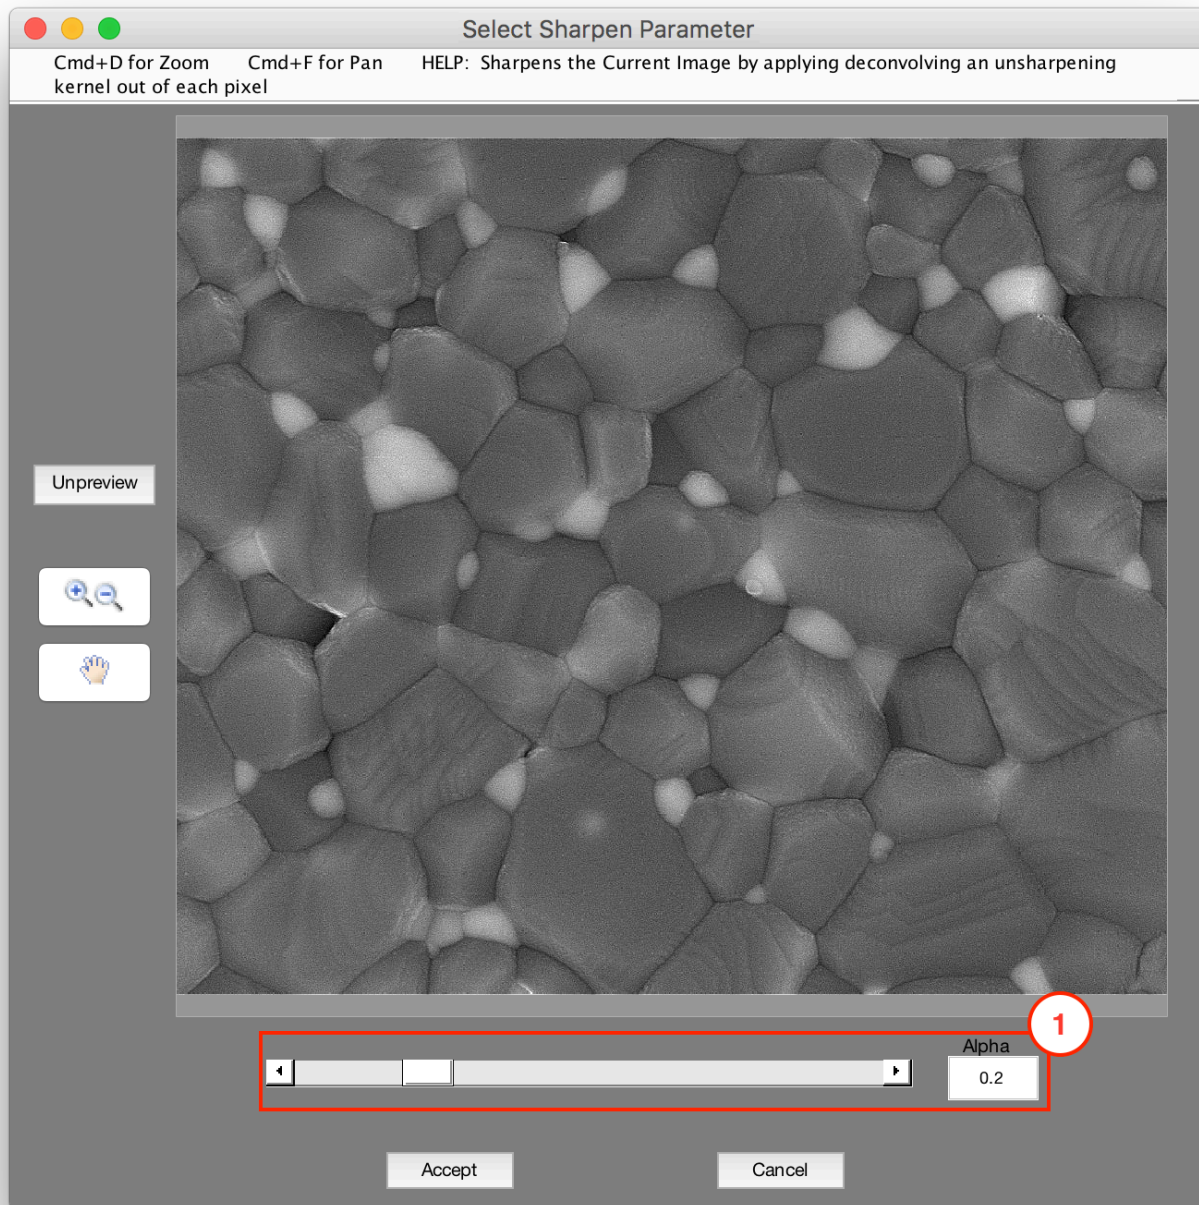 Select Sharpen Parameter
Cmd+D for Zoom Cmd+F for Pan HELP: Sharpens the Current Image by applying deconvolving an unsharpening
kernel out of each pixel
Unpreview
1
Alpha
0.2
Accept Cancel